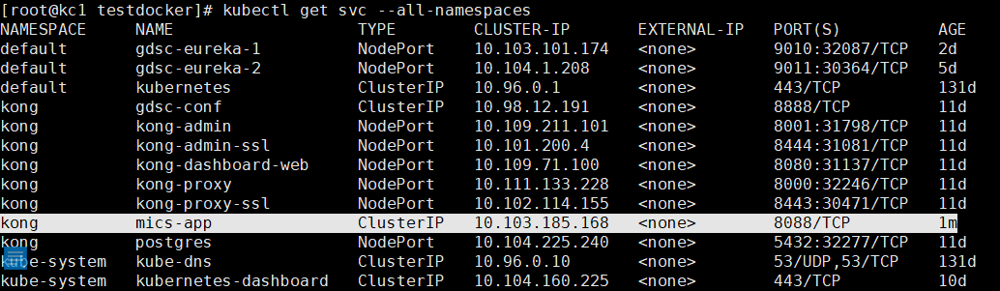 [root@kc1 testdocker]# kubectl get svc --all-namespaces
NAMESPACE NAME TYPE CLUSTER-IP EXTERNAL-IP PORT(S) AGE
default gdsc-eureka-1 NodePort 10.103.101.174 <none> 9010:32087/TCP 2d
default gdsc-eureka-2 NodePort 10.104.1.208 <none> 9011:30364/TCP 5d
default kubernetes ClusterIP 10.96.0.1 <none> 443/TCP 131d
kong gdsc-conf ClusterIP 10.98.12.191 <none> 8888/TCP 11d
kong kong-admin NodePort 10.109.211.101 <none> 8001:31798/TCP 11d
kong kong-admin-ssl NodePort 10.101.200.4 <none> 8444:31081/TCP 11d
kong kong-dashboard-web NodePort 10.109.71.100 <none> 8080:31137/TCP 11d
kong kong-proxy NodePort 10.111.133.228 <none> 8000:32246/TCP 11d
kong kong-proxy-ssl NodePort 10.102.114.155 <none> 8443:30471/TCP 11d
kong mics-app ClusterIP 10.103.185.168 <none> 8088/TCP 1m
kong postgres NodePort 10.104.225.240 <none> 5432:32277/TCP 11d
kube-system kube-dns ClusterIP 10.96.0.10 <none> 53/UDP,53/TCP 131d
kube-system kubernetes-dashboard ClusterIP 10.104.160.225 <none> 443/TCP 10d